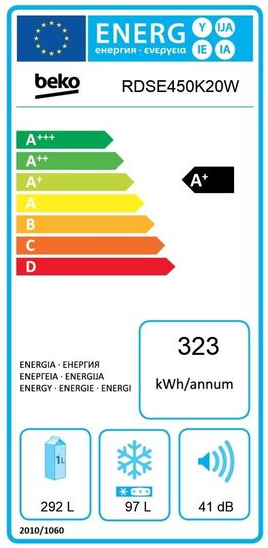 ENERG Y IJA
енергия · ενεργεια IE IA
beko RDSE450K20W
A+++
A++
A+ A+
A
B
C
D
323
kWh/annum
ENERGIA · ЕНЕРГИЯ
ΕΝΕΡΓΕΙΑ · ENERGIJA
ENERGY · ENERGIE · ENERGI
1L
292 L 97 L 41 dB
2010/1060